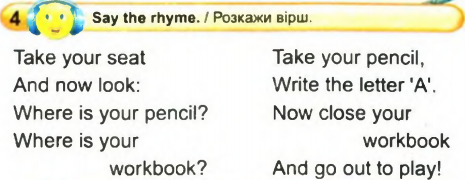 4 Say the rhyme. / Розкажи вірш.
Take your seat
And now look:
Where is your pencil?
Where is your
workbook?
Take your pencil,
Write the letter 'A'.
Now close your
workbook
And go out to play!